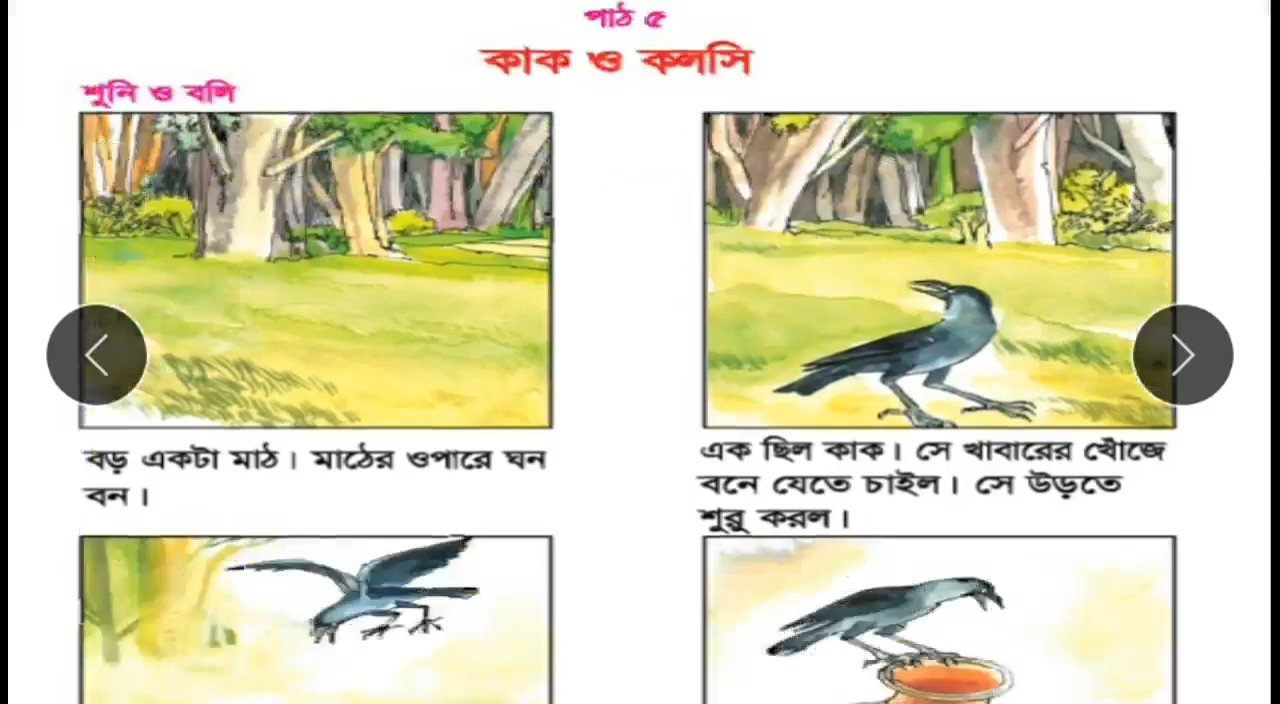 পাঠ ৫
কাক ও কলসি
শুনি ও বলি
বড় একটা মাঠ। মাঠের ওপারে ঘন
বন।
এক ছিল কাক। সে খাবারের খোঁজে
বনে যেতে চাইল। সে উড়তে
শুরু করল।